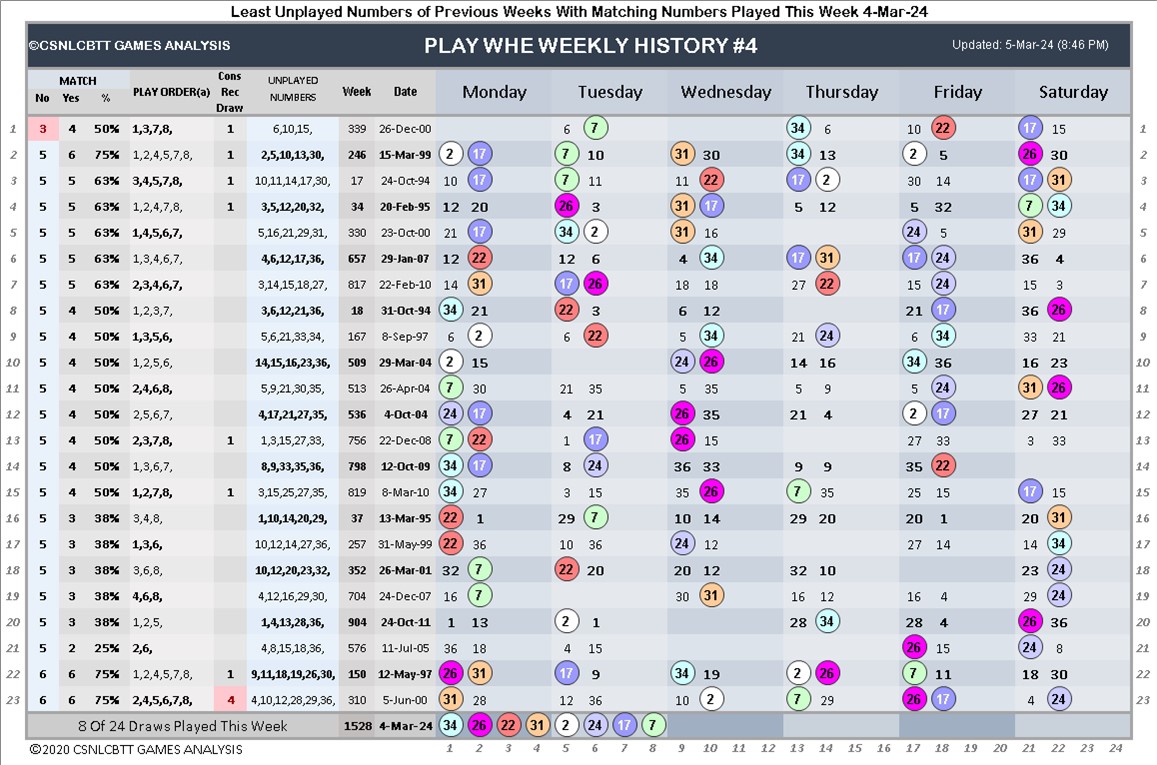 Least Unplayed Numbers of Previous Weeks With Matching Numbers Played This Week 4-Mar-24
©CSNLCBTT GAMES ANALYSIS PLAY WHE WEEKLY HISTORY #4 Updated: 5-Mar-24 (8:46 PM)
MATCH PLAY ORDER(a) Cons Rec Draw UNPLAYED NUMBERS Week Date Monday Tuesday Wednesday Thursday Friday Saturday
No Yes %
1 3 4 50% 1,3,7,8, 1 6,10,15, 339 26-Dec-00 6 7 34 6 10 22 17 15 1
2 5 6 75% 1,2,4,5,7,8, 1 2,5,10,13,30, 246 15-Mar-99 2 17 7 10 31 30 34 13 2 5 26 30 2
3 5 5 63% 3,4,5,7,8, 1 10,11,14,17,30, 17 24-Oct-94 10 17 7 11 11 22 17 2 30 14 17 31 3
4 5 5 63% 1,2,4,7,8, 1 3,5,12,20,32, 34 20-Feb-95 12 20 26 3 31 17 5 12 5 32 7 34 4
5 5 5 63% 1,4,5,6,7, 5,16,21,29,31, 330 23-Oct-00 21 17 34 2 31 16 24 5 31 29 5
6 5 5 63% 1,3,4,6,7, 4,6,12,17,36, 657 29-Jan-07 12 22 12 6 4 34 17 31 17 24 36 4 6
7 5 5 63% 2,3,4,6,7, 3,14,15,18,27, 817 22-Feb-10 14 31 17 26 18 18 27 22 15 24 15 3 7
8 5 4 50% 1,2,3,7, 3,6,12,21,36, 18 31-Oct-94 34 21 22 3 6 12 21 17 36 26 8
9 5 4 50% 1,3,5,6, 5,6,21,33,34, 167 8-Sep-97 6 2 6 22 5 34 21 24 6 34 33 21 9
10 5 4 50% 1,2,5,6, 14,15,16,23,36, 509 29-Mar-04 2 15 24 26 14 16 34 36 16 23 10
11 5 4 50% 2,4,6,8, 5,9,21,30,35, 513 26-Apr-04 7 30 21 35 5 35 5 9 5 24 31 26 11
12 5 4 50% 2,5,6,7, 4,17,21,27,35, 536 4-Oct-04 24 17 4 21 26 35 21 4 2 17 27 21 12
13 5 4 50% 2,3,7,8, 1 1,3,15,27,33, 756 22-Dec-08 7 22 1 17 26 15 27 33 3 33 13
14 5 4 50% 1,3,6,7, 8,9,33,35,36, 798 12-Oct-09 34 17 8 24 36 33 9 9 35 22 14
15 5 4 50% 1,2,7,8, 1 3,15,25,27,35, 819 8-Mar-10 34 27 3 15 35 26 7 35 25 15 17 15 15
16 5 3 38% 3,4,8, 1,10,14,20,29, 37 13-Mar-95 22 1 29 7 10 14 29 20 20 1 20 31 16
17 5 3 38% 1,3,6, 10,12,14,27,36, 257 31-May-99 22 36 10 36 24 12 27 14 14 34 17
18 5 3 38% 3,6,8, 10,12,20,23,32, 352 26-Mar-01 32 7 22 20 20 12 32 10 23 24 18
19 5 3 38% 4,6,8, 4,12,16,29,30, 704 24-Dec-07 16 7 30 31 16 12 16 4 29 24 19
20 5 3 38% 1,2,5, 1,4,13,28,36, 904 24-Oct-11 1 13 2 1 28 34 28 4 26 36 20
21 5 2 25% 2,6, 4,8,15,18,36, 576 11-Jul-05 36 18 4 15 26 15 24 8 21
22 6 6 75% 1,2,4,5,7,8, 1 9,11,18,19,26,30, 150 12-May-97 26 31 17 9 34 19 2 26 7 11 18 30 22
23 6 6 75% 2,4,5,6,7,8, 4 4,10,12,28,29,36, 310 5-Jun-00 31 28 12 36 10 2 7 29 26 17 4 24 23
8 Of 24 Draws Played This Week 1528 4-Mar-24 34 26 22 31 2 24 17 7
©2020 CSNLCBTT GAMES ANALYSIS 1 2 3 4 5 6 7 8 9 10 11 12 13 14 15 16 17 18 19 20 21 22 23 24